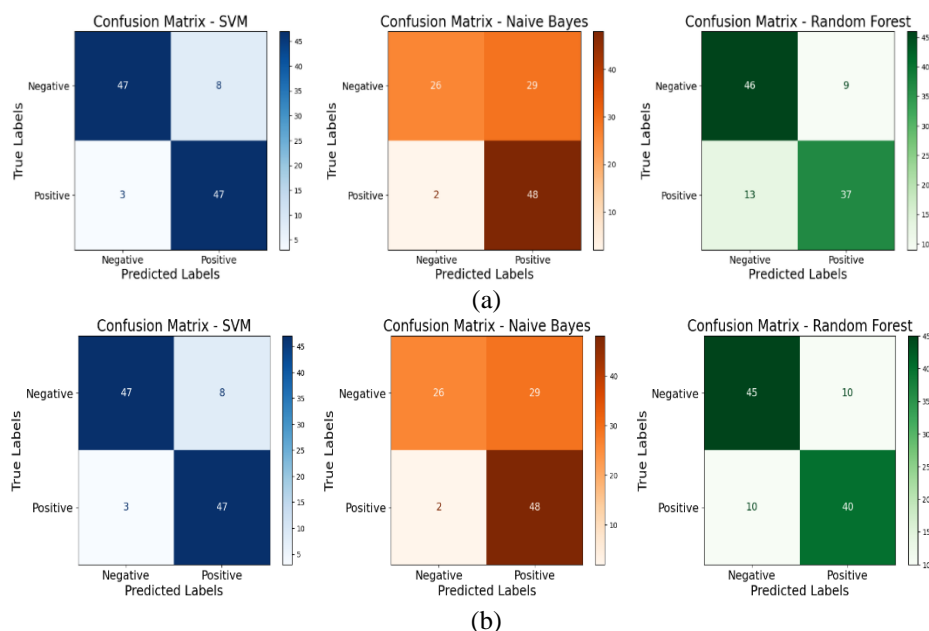 Confusion Matrix - SVM
45
40
35
30
25
20
15
10
5
Negative
Positive
True Labels
47
8
3
47
Negative
Positive
Predicted Labels
Confusion Matrix - Naive Bayes
40
30
20
10
26
29
2
48
Negative
Positive
Predicted Labels
Confusion Matrix - Random Forest
45
40
35
30
25
20
15
10
Negative
Positive
True Labels
46
9
13
37
Negative
Positive
Predicted Labels
(a)
Confusion Matrix - SVM
45
40
35
30
25
20
15
10
5
Negative
Positive
True Labels
47
8
3
47
Negative
Positive
Predicted Labels
Confusion Matrix - Naive Bayes
40
30
20
10
Negative
Positive
True Labels
26
29
2
48
Negative
Positive
Predicted Labels
Confusion Matrix - Random Forest
45
40
35
30
25
20
15
10
Negative
Positive
True Labels
45
10
10
40
Negative
Positive
Predicted Labels
(b)